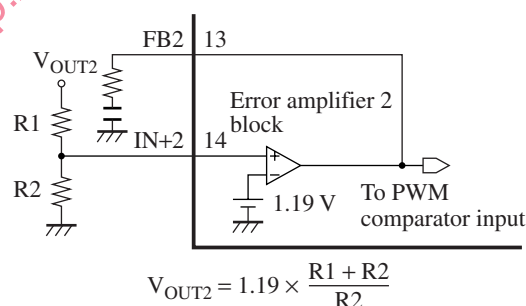 FB2 13
V_OUT2
R1
Error amplifier 2
block
IN+2 14
+
−
R2
1.19 V
To PWM
comparator input
V_OUT2 = 1.19 × (R1 + R2) / R2